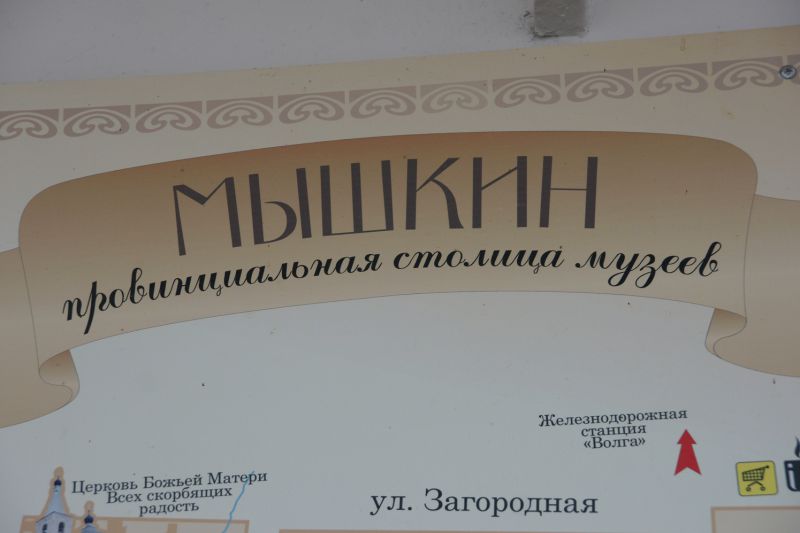 МЫШКИН
провинциальная столица музеев
Железнодорожная
станция
«Волга»
Церковь Божьей Матери
Всех скорбящих
радость
ул. Загородная